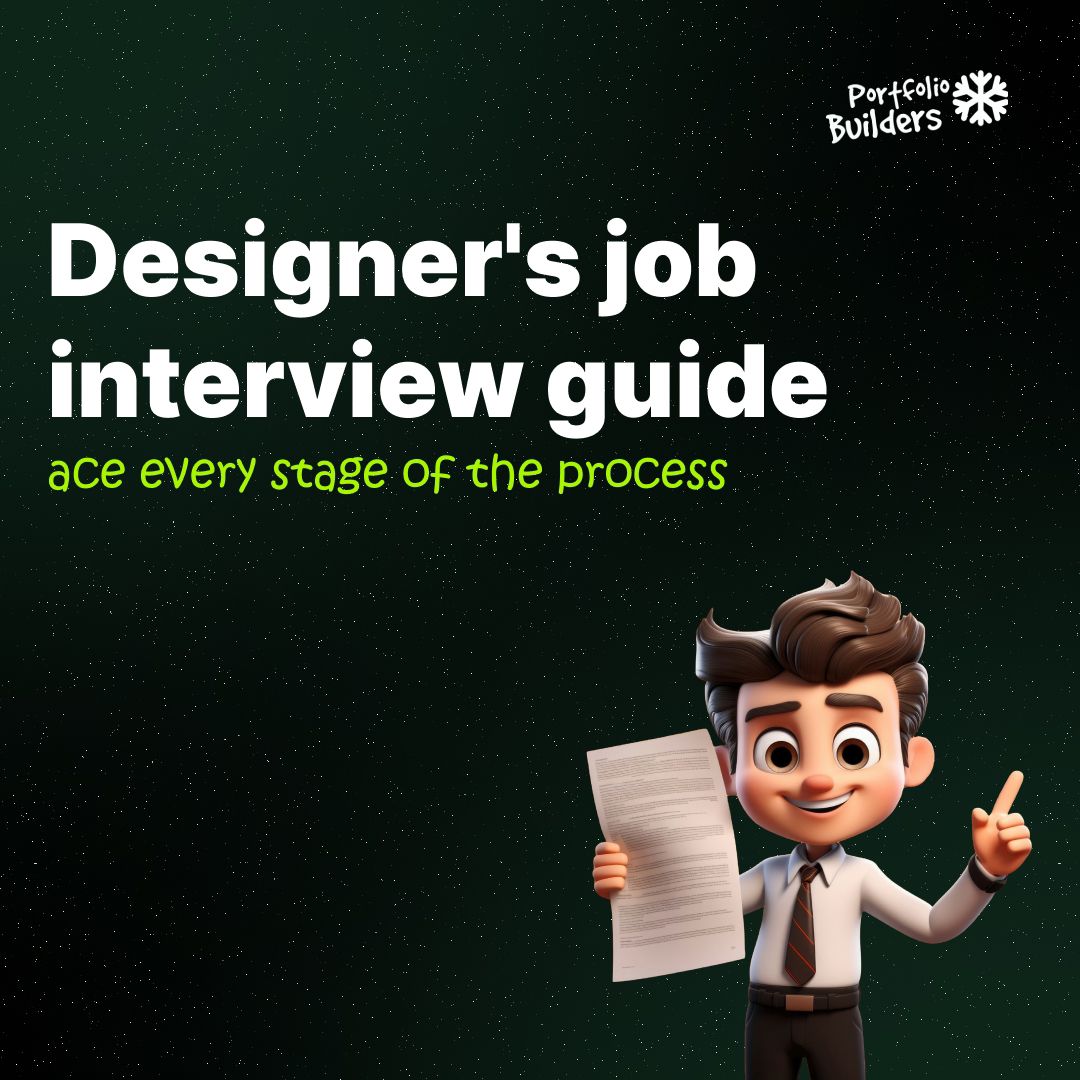 Portfolio
Builders
Designer's job
interview guide
ace every stage of the process